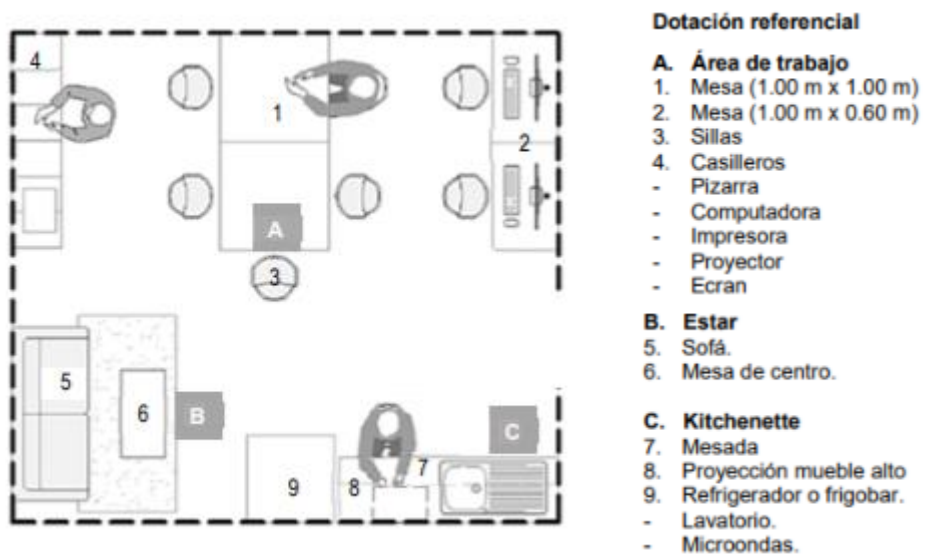 Dotación referencial
A. Área de trabajo
1. Mesa (1.00 m x 1.00 m)
2. Mesa (1.00 m x 0.60 m)
3. Sillas
4. Casilleros
- Pizarra
- Computadora
- Impresora
- Proyector
- Ecran
B. Estar
5. Sofá.
6. Mesa de centro.
C. Kitchenette
7. Mesada
8. Proyección mueble alto
9. Refrigerador o frigobar.
- Lavatorio.
- Microondas.
4
1
2
A
3
5
6
B
C
7
8
9